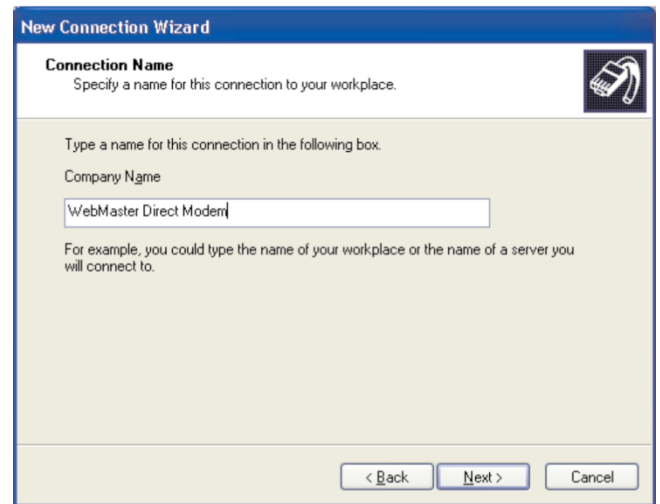 New Connection Wizard
Connection Name
Specify a name for this connection to your workplace.
Type a name for this connection in the following box.
Company Name
WebMaster Direct Modem
For example, you could type the name of your workplace or the name of a server you
will connect to.
< Back Next > Cancel